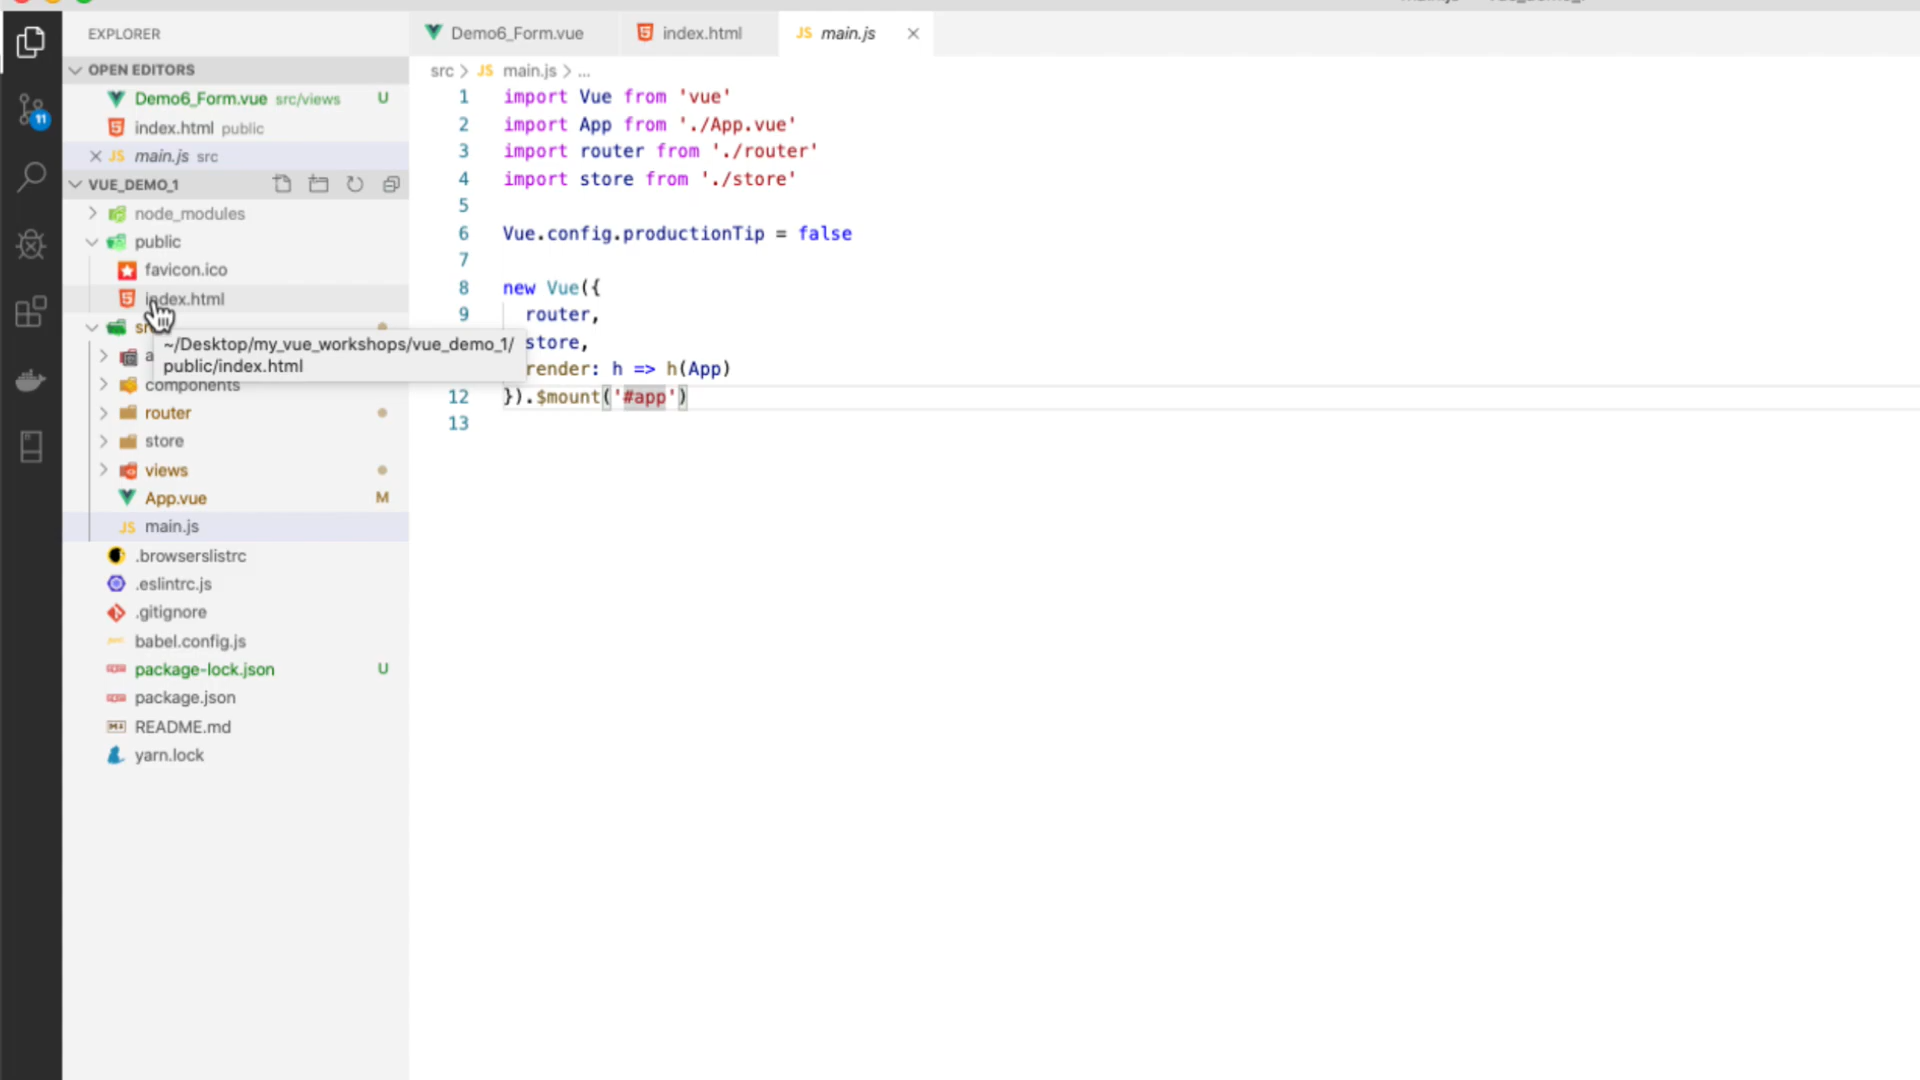 EXPLORER
OPEN EDITORS
Demo6_Form.vue src/views U
index.html public
JS main.js src
VUE_DEMO_1
node_modules
public
favicon.ico
index.html
~/Desktop/my_vue_workshops/vue_demo_1/
public/index.html
components
router
store
views
App.vue M
JS main.js
.browserslistrc
.eslintrc.js
.gitignore
babel.config.js
package-lock.json U
package.json
README.md
yarn.lock
11
Demo6_Form.vue
index.html
JS main.js
src > JS main.js > ...
1 import Vue from 'vue'
2 import App from './App.vue'
3 import router from './router'
4 import store from './store'
5
6 Vue.config.productionTip = false
7
8 new Vue({
9 router,
store,
render: h => h(App)
12 }).$mount('#app')
13